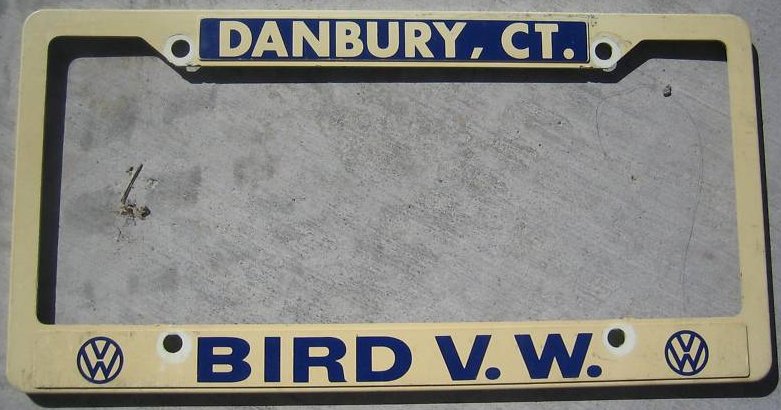 DANBURY, CT.
BIRD V. W.